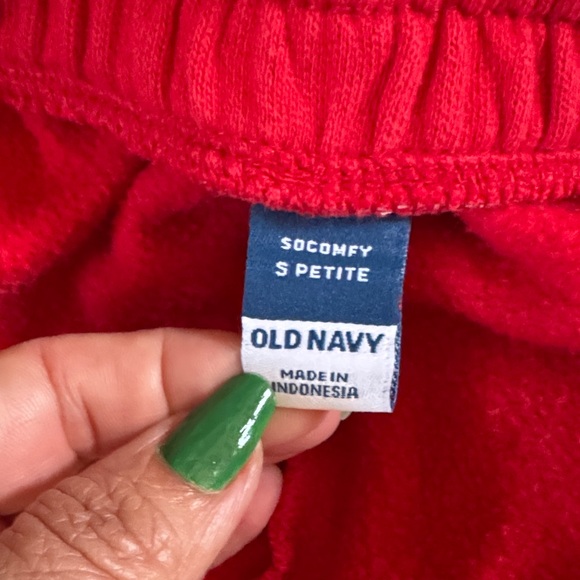 SOCOMFY
S PETITE
OLD NAVY
MADE IN
INDONESIA